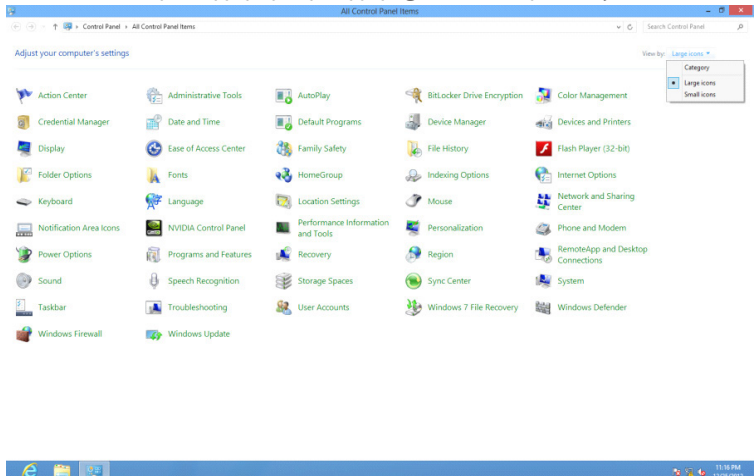 All Control Panel Items
Control Panel › All Control Panel Items
Search Control Panel
Adjust your computer's settings
View by: Large icons
Category
Large icons
Small icons
Action Center
Administrative Tools
AutoPlay
BitLocker Drive Encryption
Color Management
Credential Manager
Date and Time
Default Programs
Device Manager
Devices and Printers
Display
Ease of Access Center
Family Safety
File History
Flash Player (32-bit)
Folder Options
Fonts
HomeGroup
Indexing Options
Internet Options
Keyboard
Language
Location Settings
Mouse
Network and Sharing
Center
Notification Area Icons
NVIDIA Control Panel
Performance Information
and Tools
Personalization
Phone and Modem
Power Options
Programs and Features
Recovery
Region
RemoteApp and Desktop
Connections
Sound
Speech Recognition
Storage Spaces
Sync Center
System
Taskbar
Troubleshooting
User Accounts
Windows 7 File Recovery
Windows Defender
Windows Firewall
Windows Update
11:16 PM